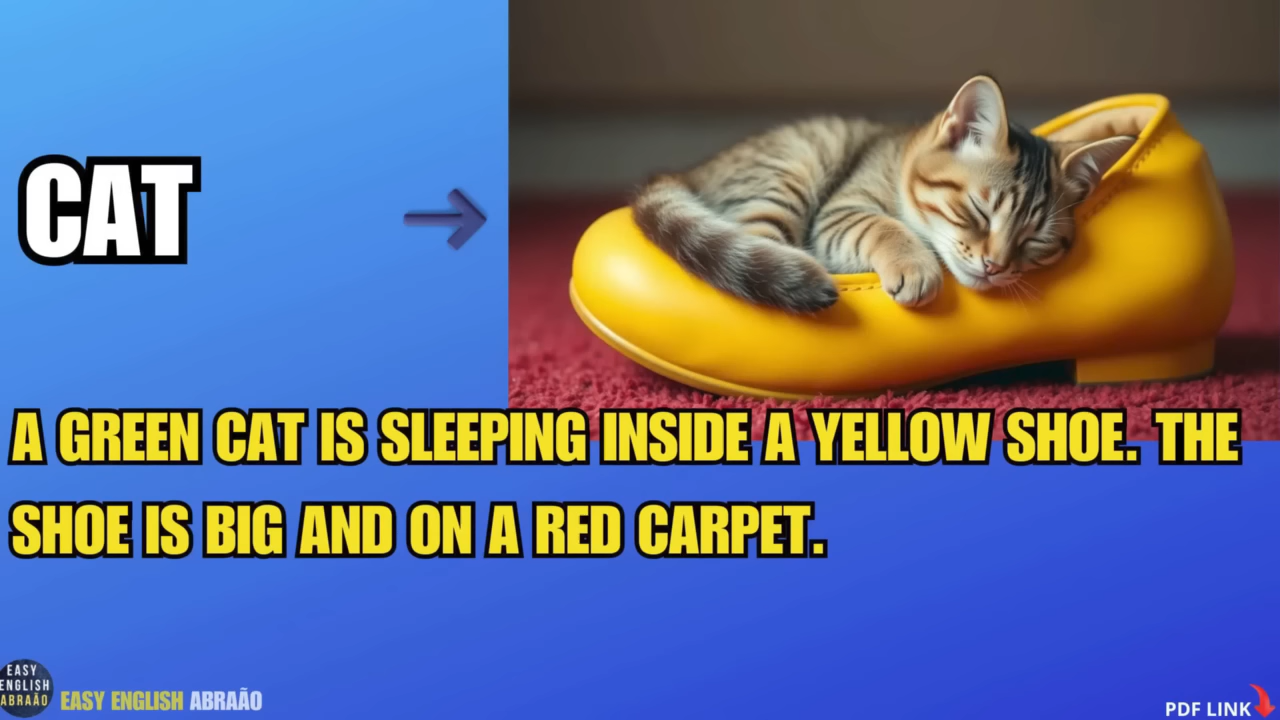 CAT
A GREEN CAT IS SLEEPING INSIDE A YELLOW SHOE. THE
SHOE IS BIG AND ON A RED CARPET.
EASY
ENGLISH
ABRAÃO
EASY ENGLISH ABRAÃO
PDF LINK